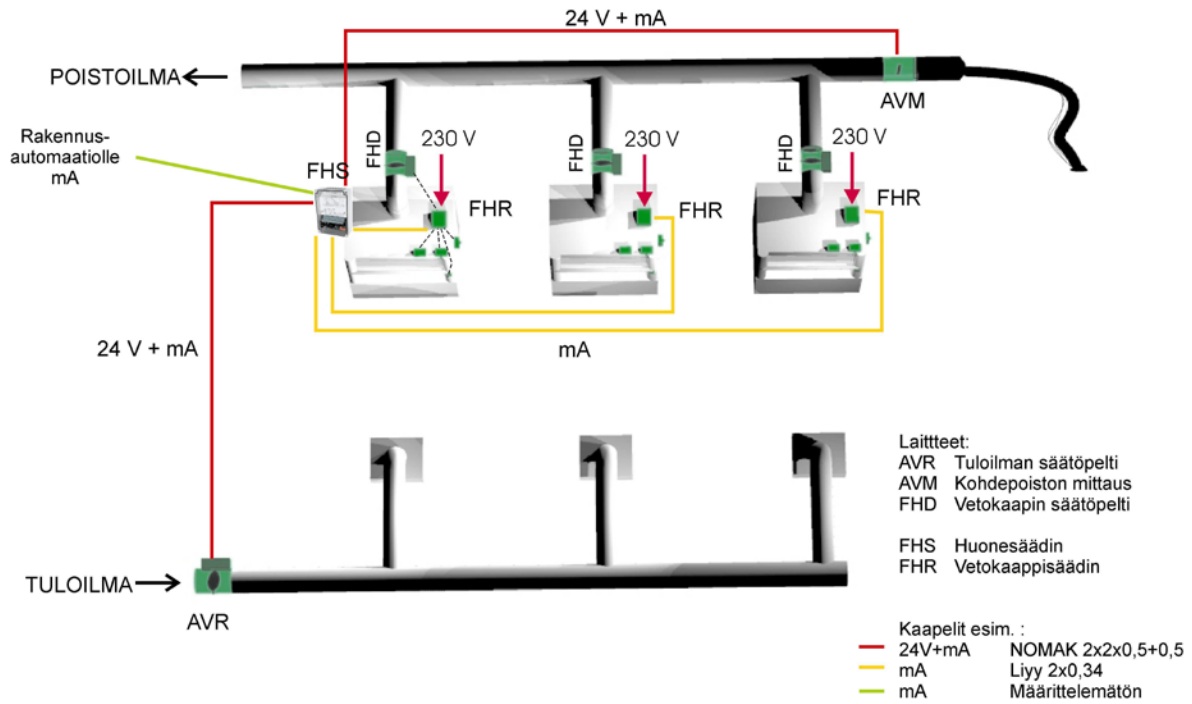 24 V + mA
POISTOILMA
AVM
Rakennus-
automaatiolle
mA
FHS
FHD
230 V
FHR
FHD
230 V
FHR
FHD
230 V
FHR
24 V + mA
mA
TULOILMA
AVR
Laittteet:
AVR Tuloilman säätöpelti
AVM Kohdepoiston mittaus
FHD Vetokaapin säätöpelti
FHS Huonesäädin
FHR Vetokaappisäädin
Kaapelit esim. :
24V+mA NOMAK 2x2x0,5+0,5
mA Liyy 2x0,34
mA Määrittelemätön